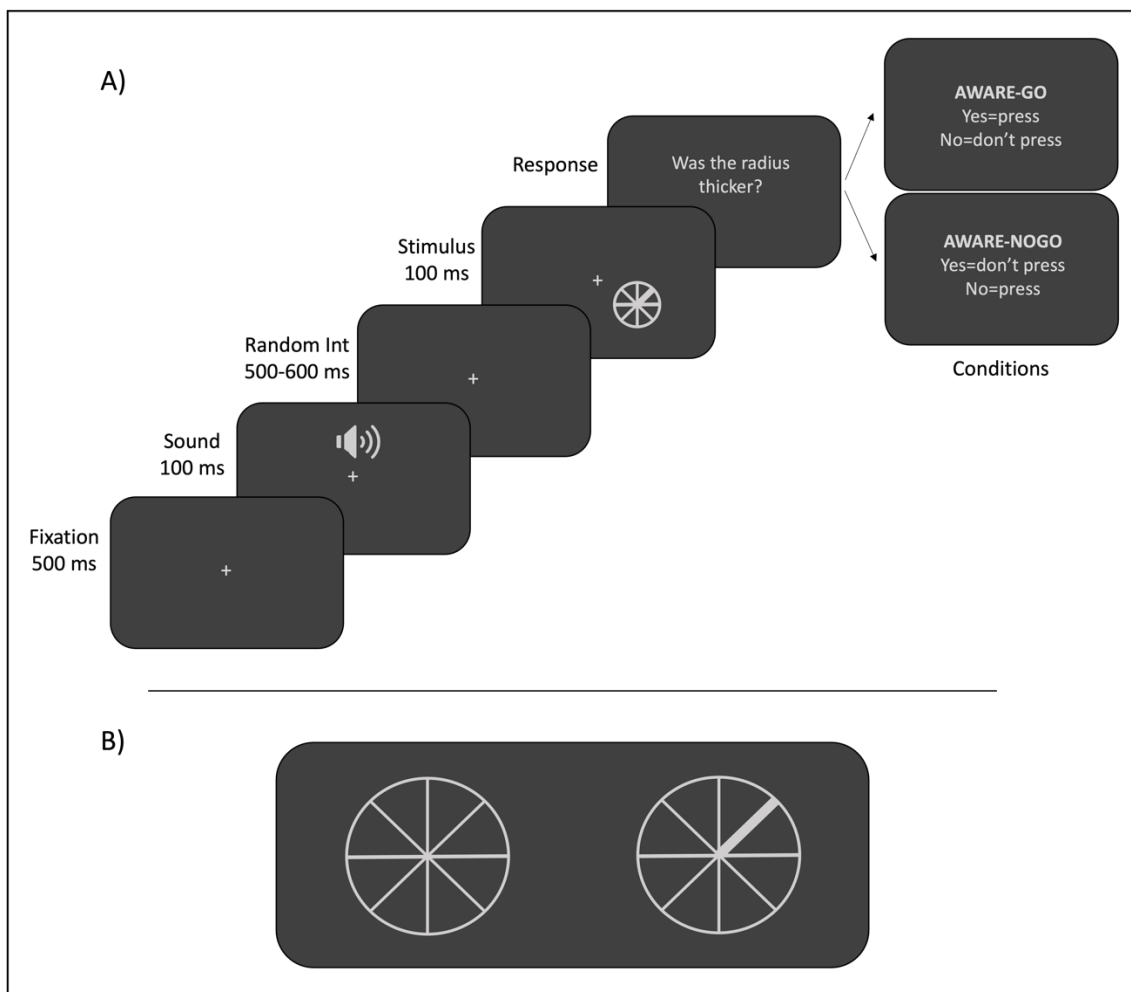 A)
AWARE-GO
Yes=press
No=don't press
Response
Was the radius
thicker?
Stimulus
100 ms
AWARE-NOGO
Yes=don't press
No=press
Random Int
500-600 ms
Conditions
Sound
100 ms
Fixation
500 ms
B)